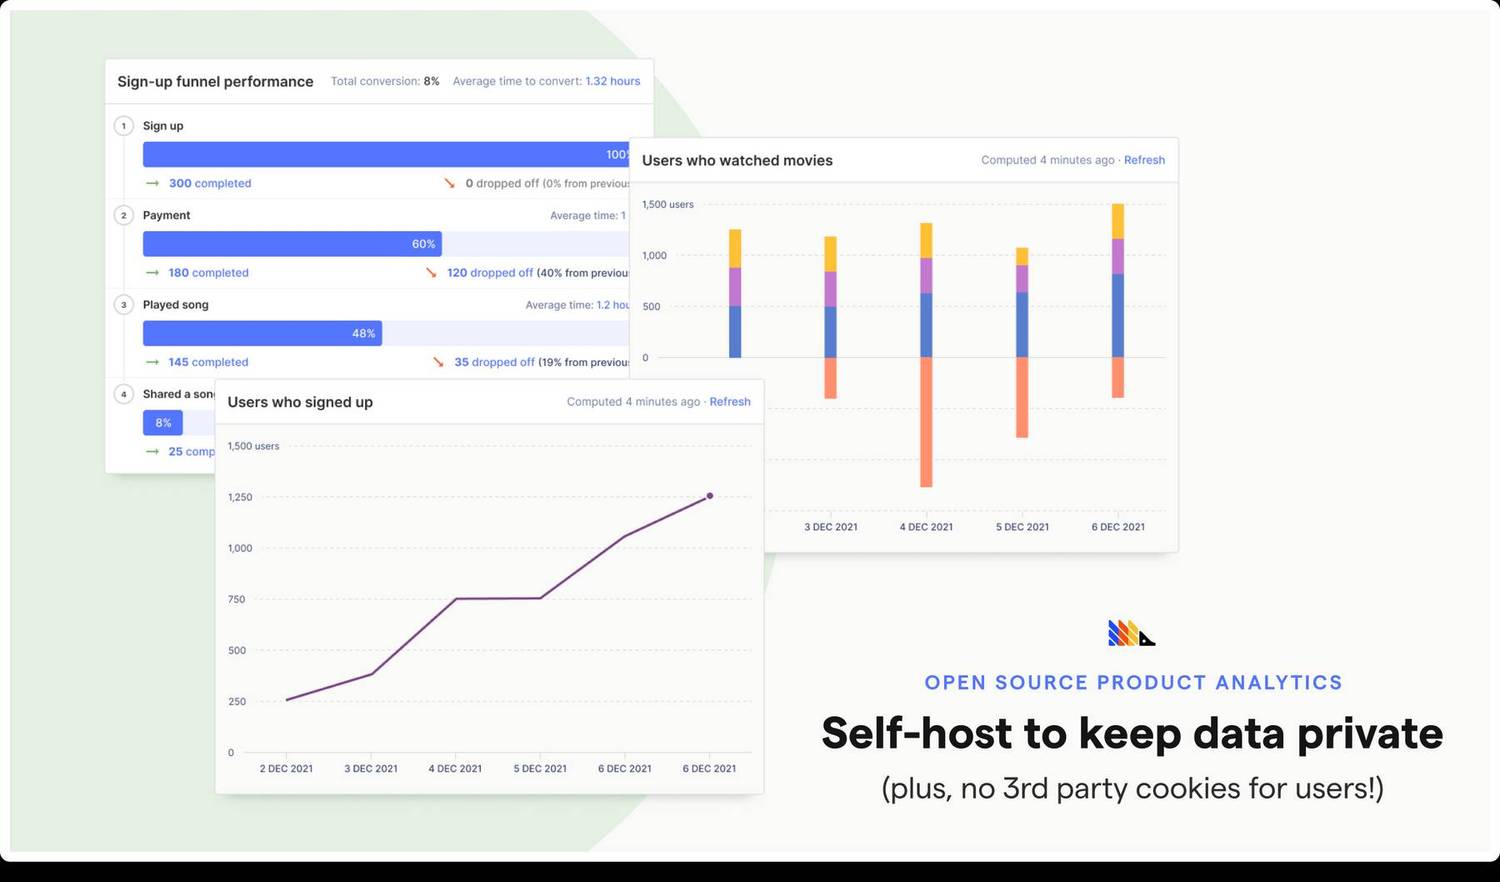 Sign-up funnel performance Total conversion: 8% Average time to convert: 1.32 hours
1 Sign up
100%
300 completed 0 dropped off (0% from previous
2 Payment Average time: 1
60%
180 completed 120 dropped off (40% from previous
3 Played song Average time: 1.2 hou
48%
145 completed 35 dropped off (19% from previous
4 Shared a song
8%
25 comp
Users who watched movies Computed 4 minutes ago · Refresh
1,500 users
1,000
500
0
3 DEC 2021 4 DEC 2021 5 DEC 2021 6 DEC 2021
Users who signed up Computed 4 minutes ago · Refresh
1,500 users
1,250
1,000
750
500
250
0
2 DEC 2021 3 DEC 2021 4 DEC 2021 5 DEC 2021 6 DEC 2021 6 DEC 2021
OPEN SOURCE PRODUCT ANALYTICS
Self-host to keep data private
(plus, no 3rd party cookies for users!)